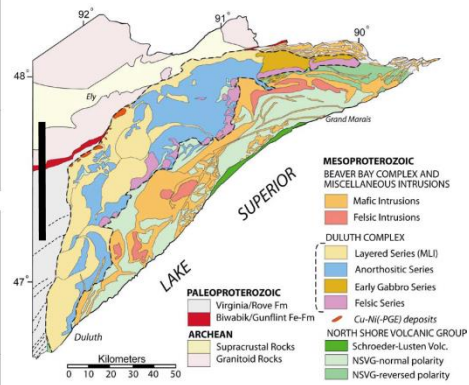 92
91
90
48
Ely
Grand Marais
LAKE SUPERIOR
47
Duluth
Kilometers
0 10 20 30 40 50
PALEOPROTEROZOIC
Virginia/Rove Fm
Biwabik/Gunflint Fe-Fm
ARCHEAN
Supracrustal Rocks
Granitoid Rocks
MESOPROTEROZOIC
BEAVER BAY COMPLEX AND
MISCELLANEOUS INTRUSIONS
Mafic Intrusions
Felsic Intrusions
DULUTH COMPLEX
Layered Series (MLI)
Anorthositic Series
Early Gabbro Series
Felsic Series
Cu-Ni(-PGE) deposits
NORTH SHORE VOLCANIC GROUP
Schroeder-Lusten Volc.
NSVG-normal polarity
NSVG-reversed polarity